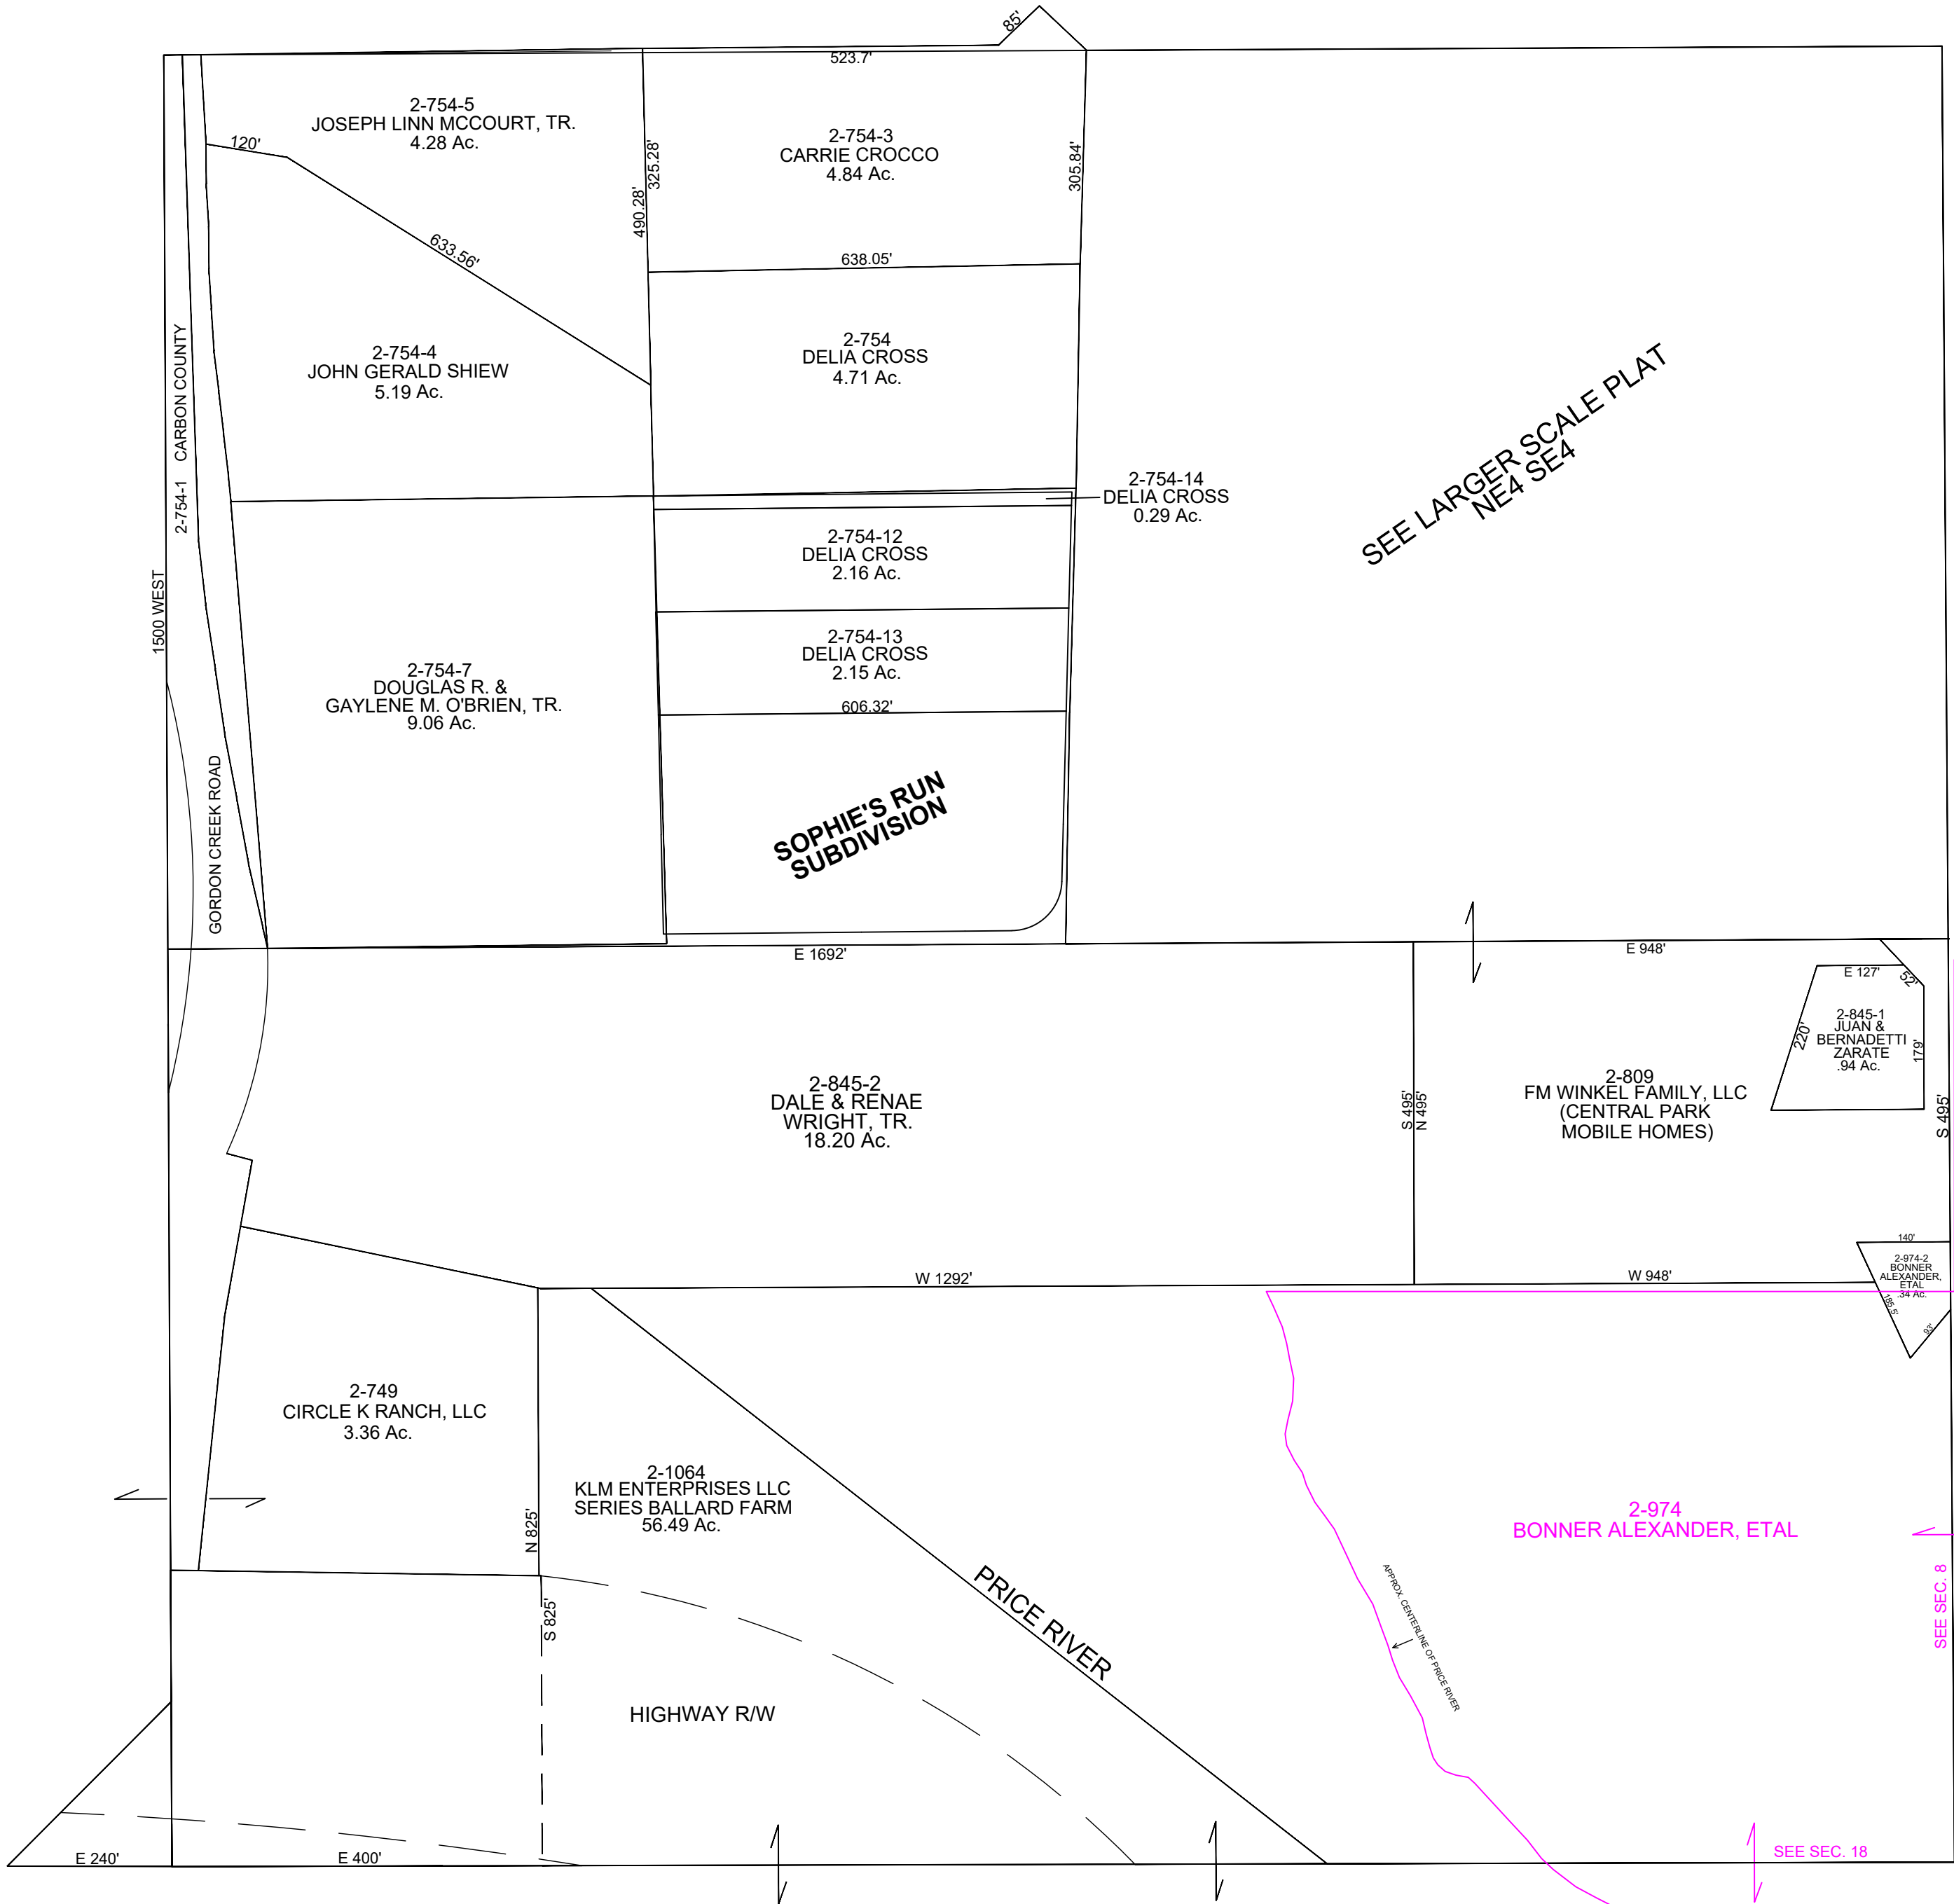 85'
523.7'
2-754-5
JOSEPH LINN MCCOURT, TR.
4.28 Ac.
120'
633.56'
325.28'
490.28'
2-754-3
CARRIE CROCCO
4.84 Ac.
305.84'
638.05'
2-754-4
JOHN GERALD SHIEW
5.19 Ac.
2-754
DELIA CROSS
4.71 Ac.
SEE LARGER SCALE PLAT
NE4 SE4
2-754-1 CARBON COUNTY
1500 WEST
GORDON CREEK ROAD
2-754-14
DELIA CROSS
0.29 Ac.
2-754-12
DELIA CROSS
2.16 Ac.
2-754-13
DELIA CROSS
2.15 Ac.
606.32'
2-754-7
DOUGLAS R. &
GAYLENE M. O'BRIEN, TR.
9.06 Ac.
SOPHIE'S RUN
SUBDIVISION
E 1692'
E 948'
E 127'
52'
220'
179'
2-845-1
JUAN &
BERNADETTI
ZARATE
.94 Ac.
2-845-2
DALE & RENAE
WRIGHT, TR.
18.20 Ac.
S 495'
N 495'
2-809
FM WINKEL FAMILY, LLC
(CENTRAL PARK
MOBILE HOMES)
S 495'
W 1292'
W 948'
140'
2-974-2
BONNER
ALEXANDER,
ETAL
.34 Ac.
185.5'
93'
2-749
CIRCLE K RANCH, LLC
3.36 Ac.
N 825'
S 825'
2-1064
KLM ENTERPRISES LLC
SERIES BALLARD FARM
56.49 Ac.
PRICE RIVER
2-974
BONNER ALEXANDER, ETAL
APPROX. CENTERLINE OF PRICE RIVER
SEE SEC. 8
HIGHWAY R/W
E 240'
E 400'
SEE SEC. 18